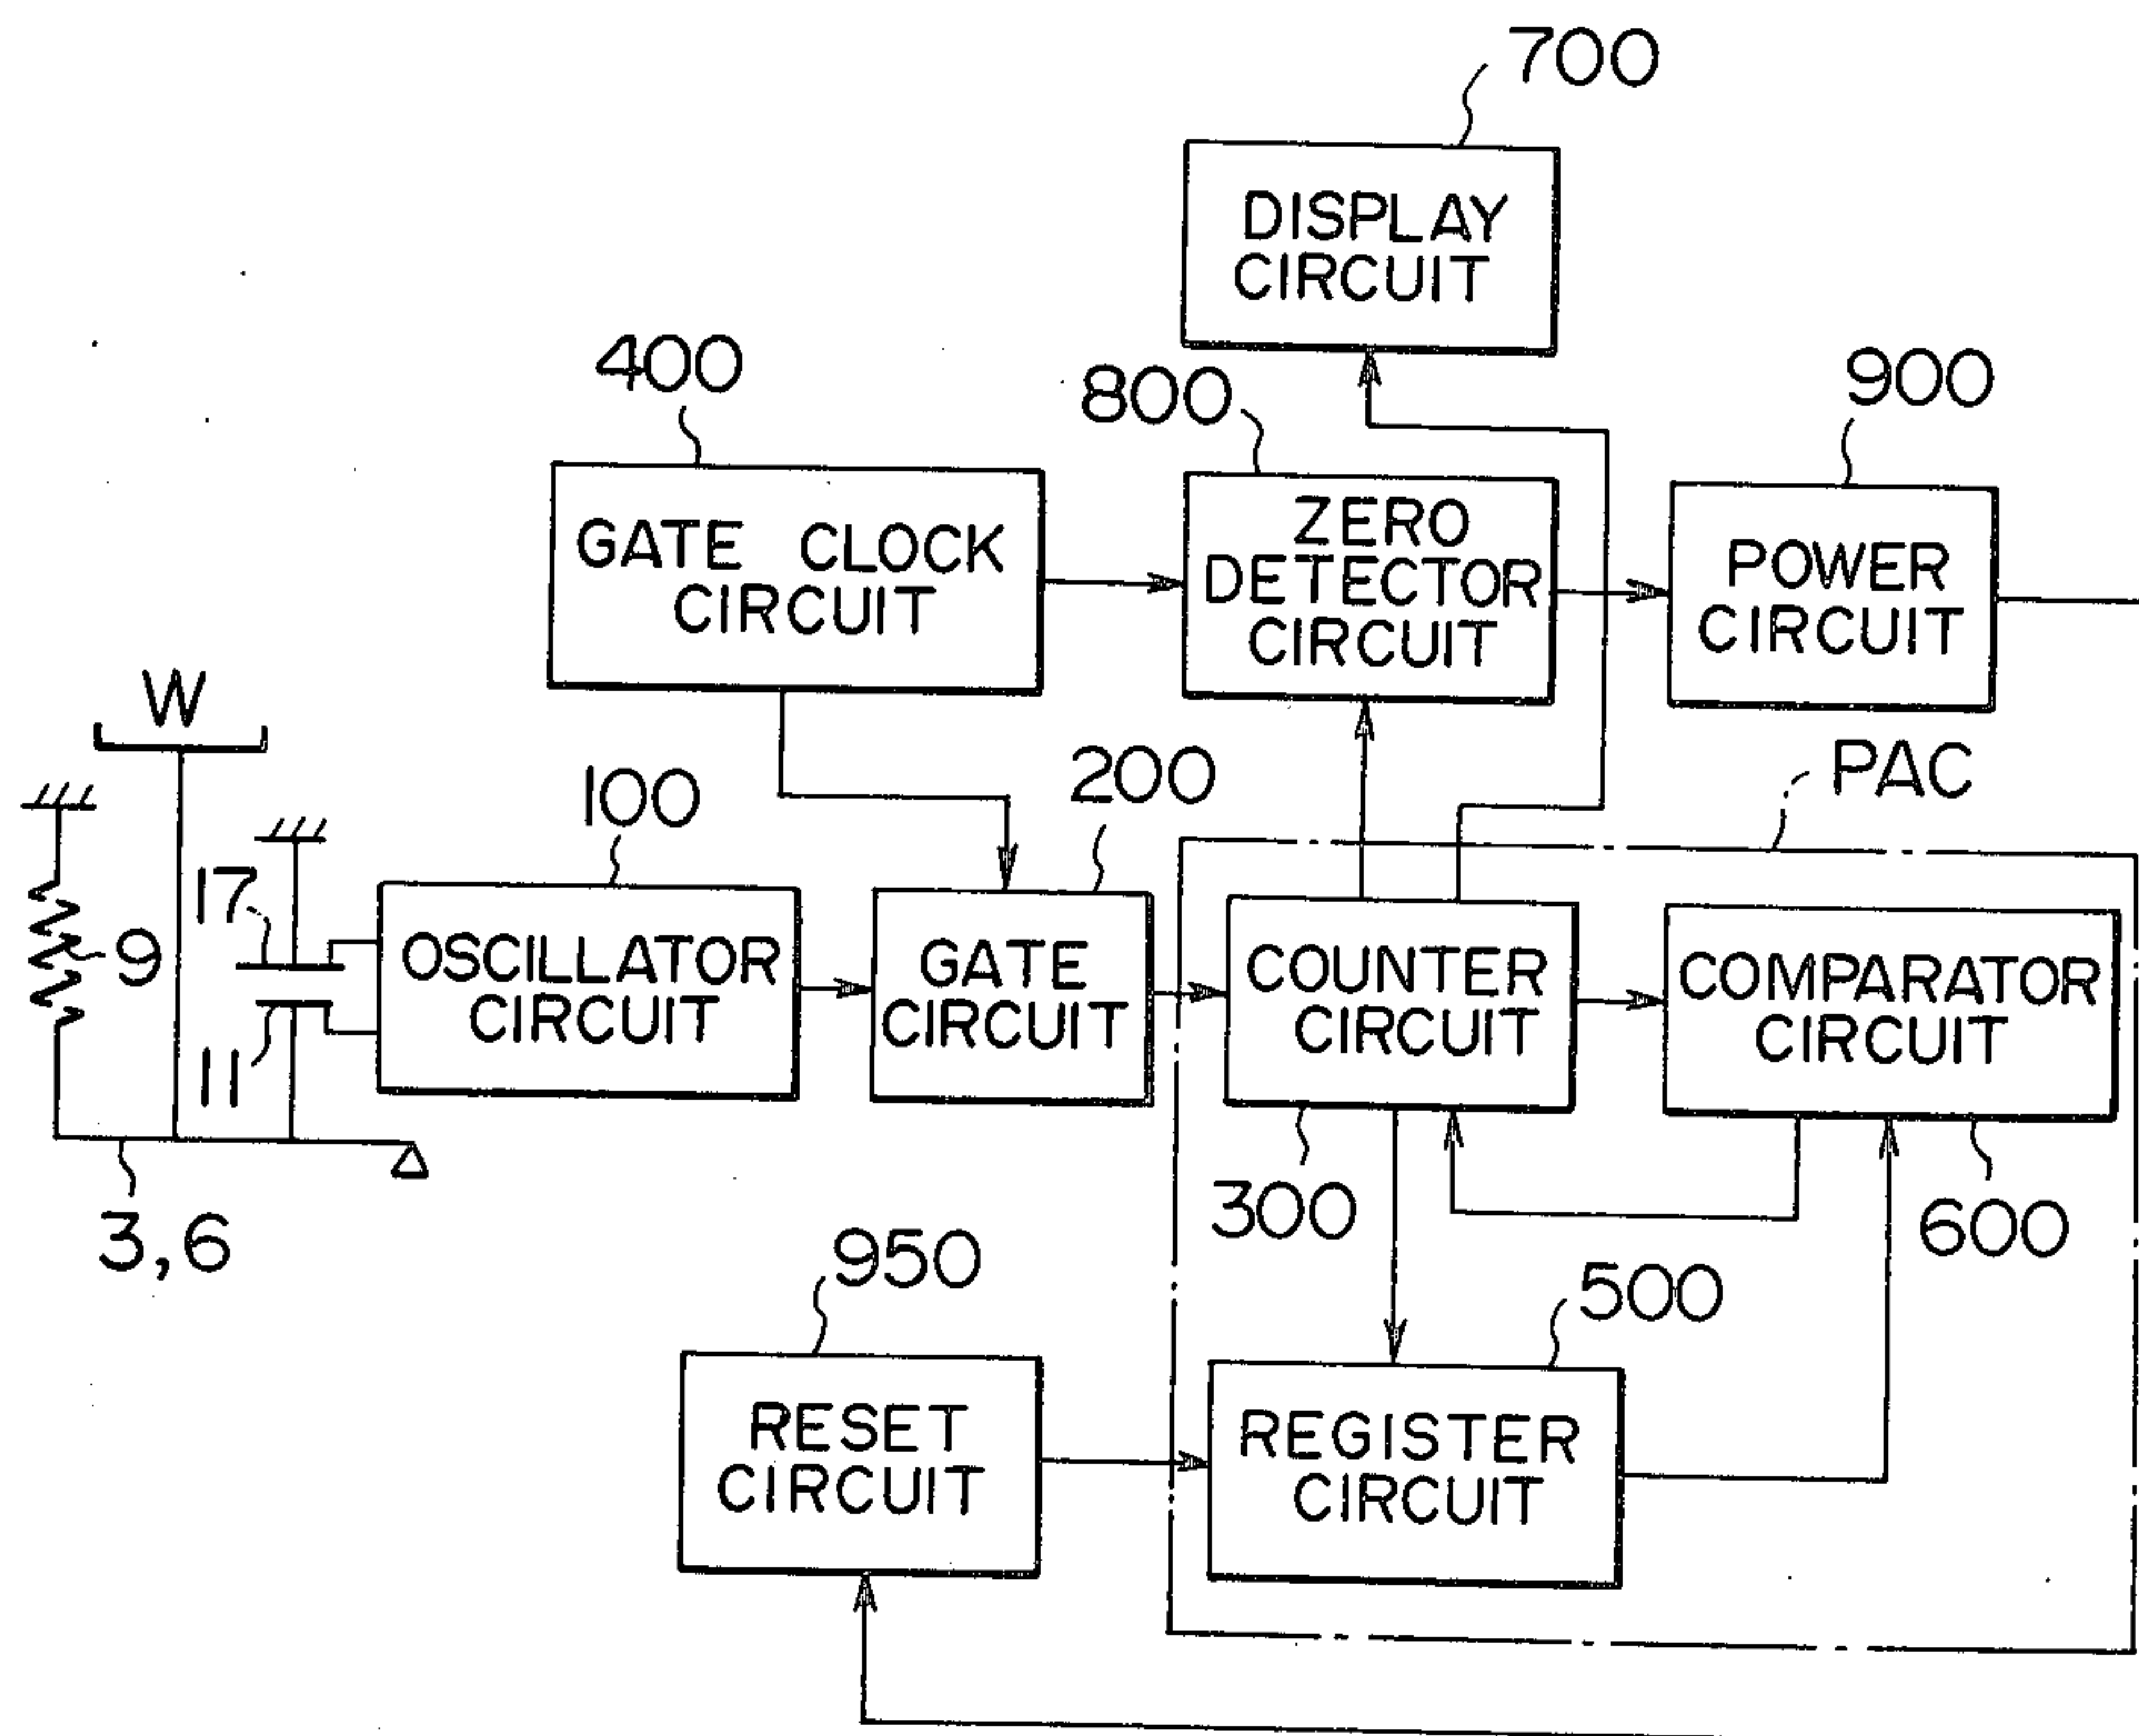 700
DISPLAY
CIRCUIT
400
800
900
GATE CLOCK
CIRCUIT
ZERO
DETECTOR
CIRCUIT
POWER
CIRCUIT
W
PAC
200
100
17
9
11
OSCILLATOR
CIRCUIT
GATE
CIRCUIT
COUNTER
CIRCUIT
COMPARATOR
CIRCUIT
3,6
300
600
950
500
RESET
CIRCUIT
REGISTER
CIRCUIT